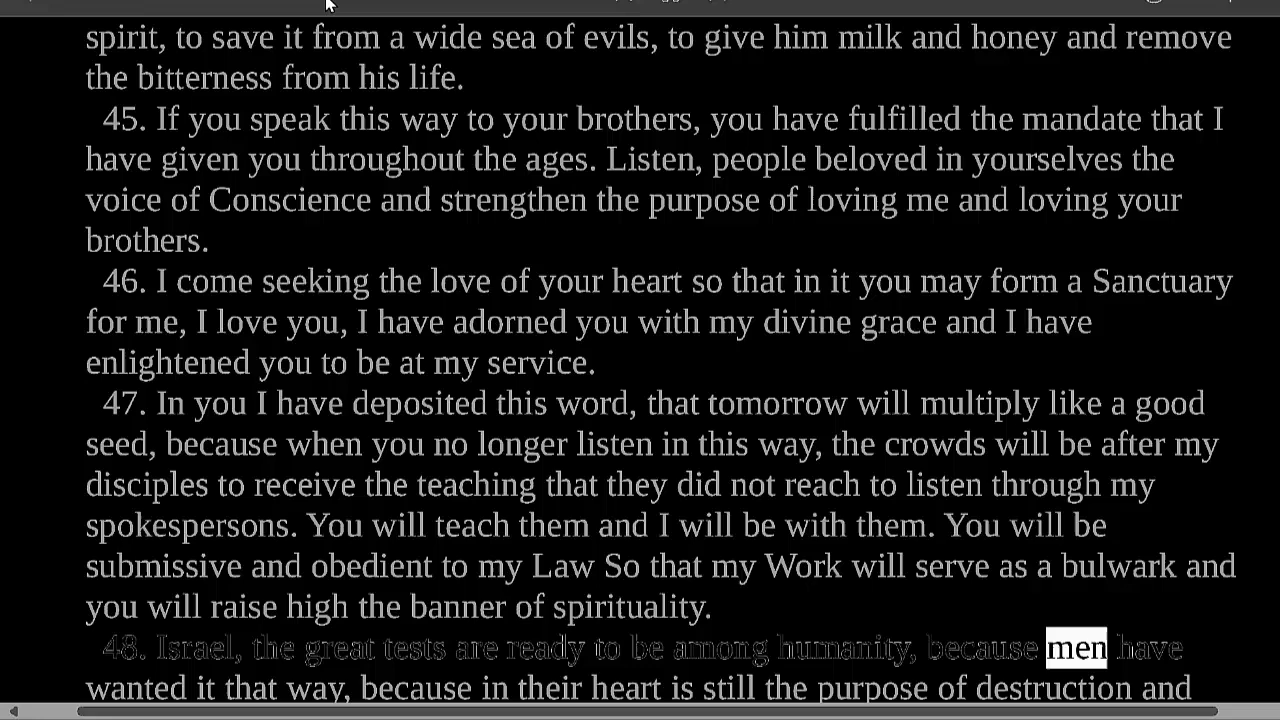 spirit, to save it from a wide sea of evils, to give him milk and honey and remove
the bitterness from his life.
45. If you speak this way to your brothers, you have fulfilled the mandate that I
have given you throughout the ages. Listen, people beloved in yourselves the
voice of Conscience and strengthen the purpose of loving me and loving your
brothers.
46. I come seeking the love of your heart so that in it you may form a Sanctuary
for me, I love you, I have adorned you with my divine grace and I have
enlightened you to be at my service.
47. In you I have deposited this word, that tomorrow will multiply like a good
seed, because when you no longer listen in this way, the crowds will be after my
disciples to receive the teaching that they did not reach to listen through my
spokespersons. You will teach them and I will be with them. You will be
submissive and obedient to my Law So that my Work will serve as a bulwark and
you will raise high the banner of spirituality.
48. Israel, the great tests are ready to be among humanity, because men have
wanted it that way, because in their heart is still the purpose of destruction and